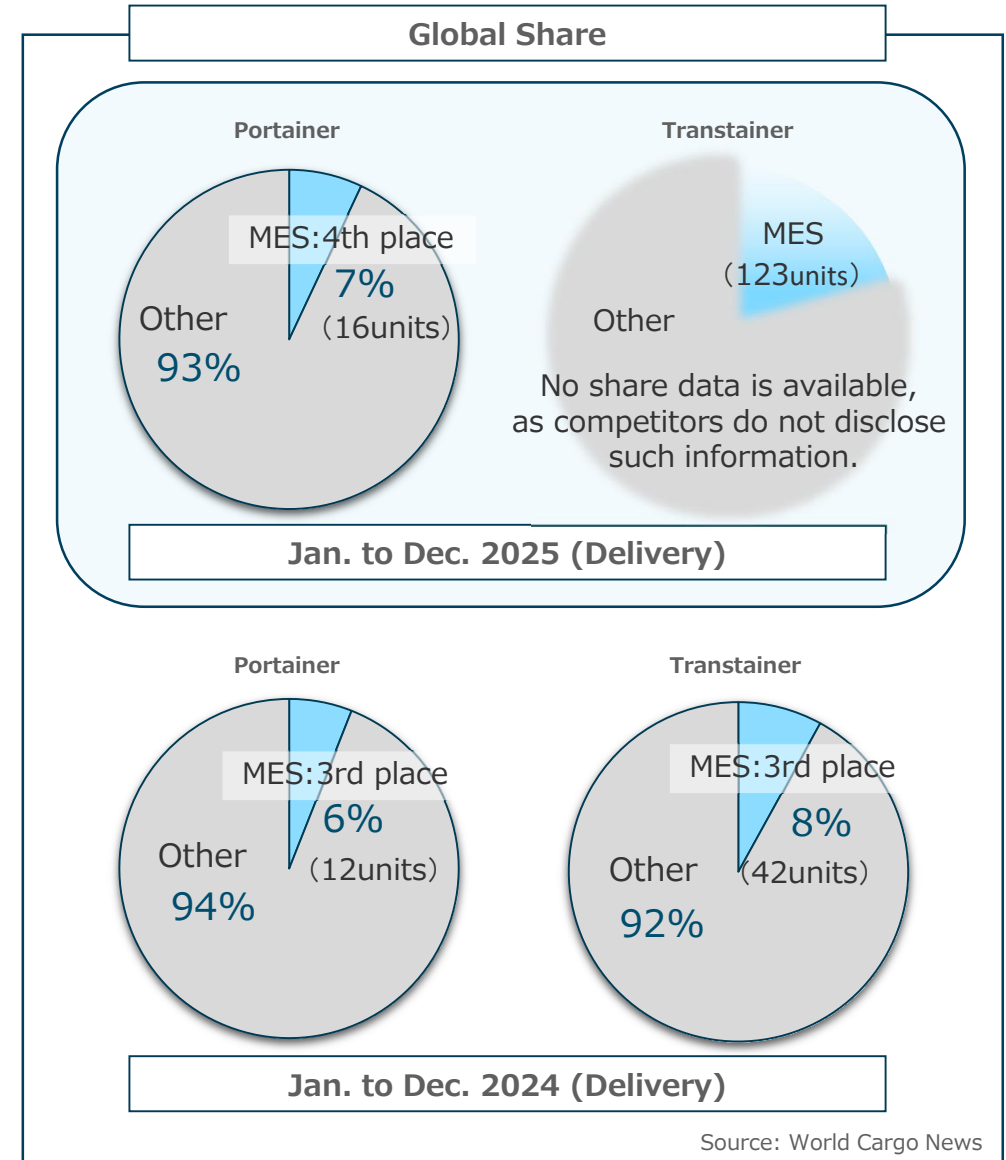 Global Share
Portainer
MES:4th place
7%
（16units）
Other
93%
Transtainer
MES
（123units）
Other
No share data is available,
as competitors do not disclose
such information.
Jan. to Dec. 2025 (Delivery)
Portainer
MES:3rd place
6%
（12units）
Other
94%
Transtainer
MES:3rd place
8%
（42units）
Other
92%
Jan. to Dec. 2024 (Delivery)
Source: World Cargo News